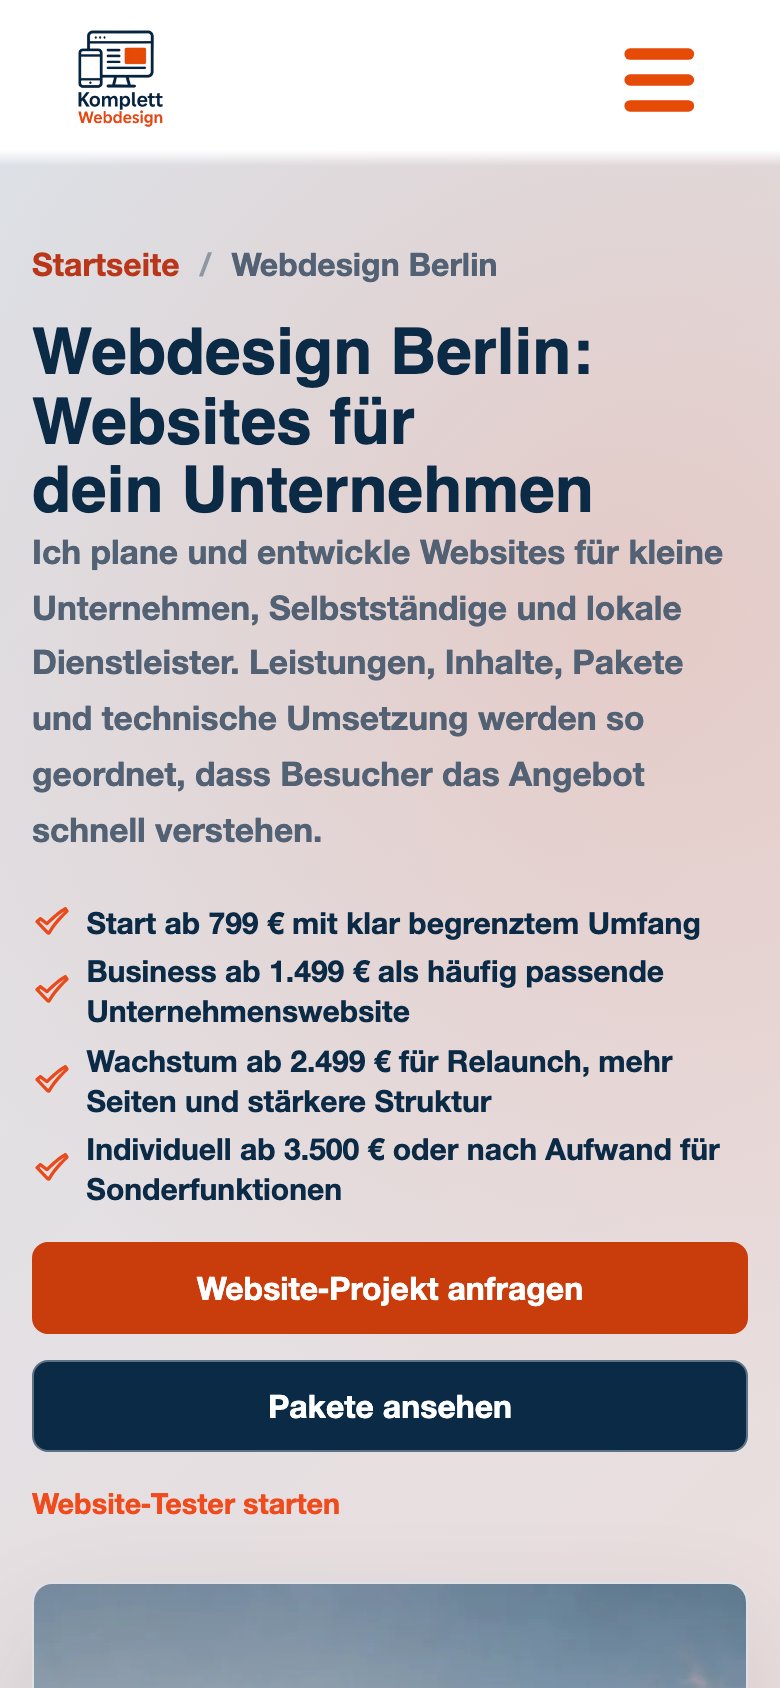 Komplett
Webdesign
Startseite / Webdesign Berlin
Webdesign Berlin:
Websites für
dein Unternehmen
Ich plane und entwickle Websites für kleine
Unternehmen, Selbstständige und lokale
Dienstleister. Leistungen, Inhalte, Pakete
und technische Umsetzung werden so
geordnet, dass Besucher das Angebot
schnell verstehen.
Start ab 799 € mit klar begrenztem Umfang
Business ab 1.499 € als häufig passende
Unternehmenswebsite
Wachstum ab 2.499 € für Relaunch, mehr
Seiten und stärkere Struktur
Individuell ab 3.500 € oder nach Aufwand für
Sonderfunktionen
Website-Projekt anfragen
Pakete ansehen
Website-Tester starten